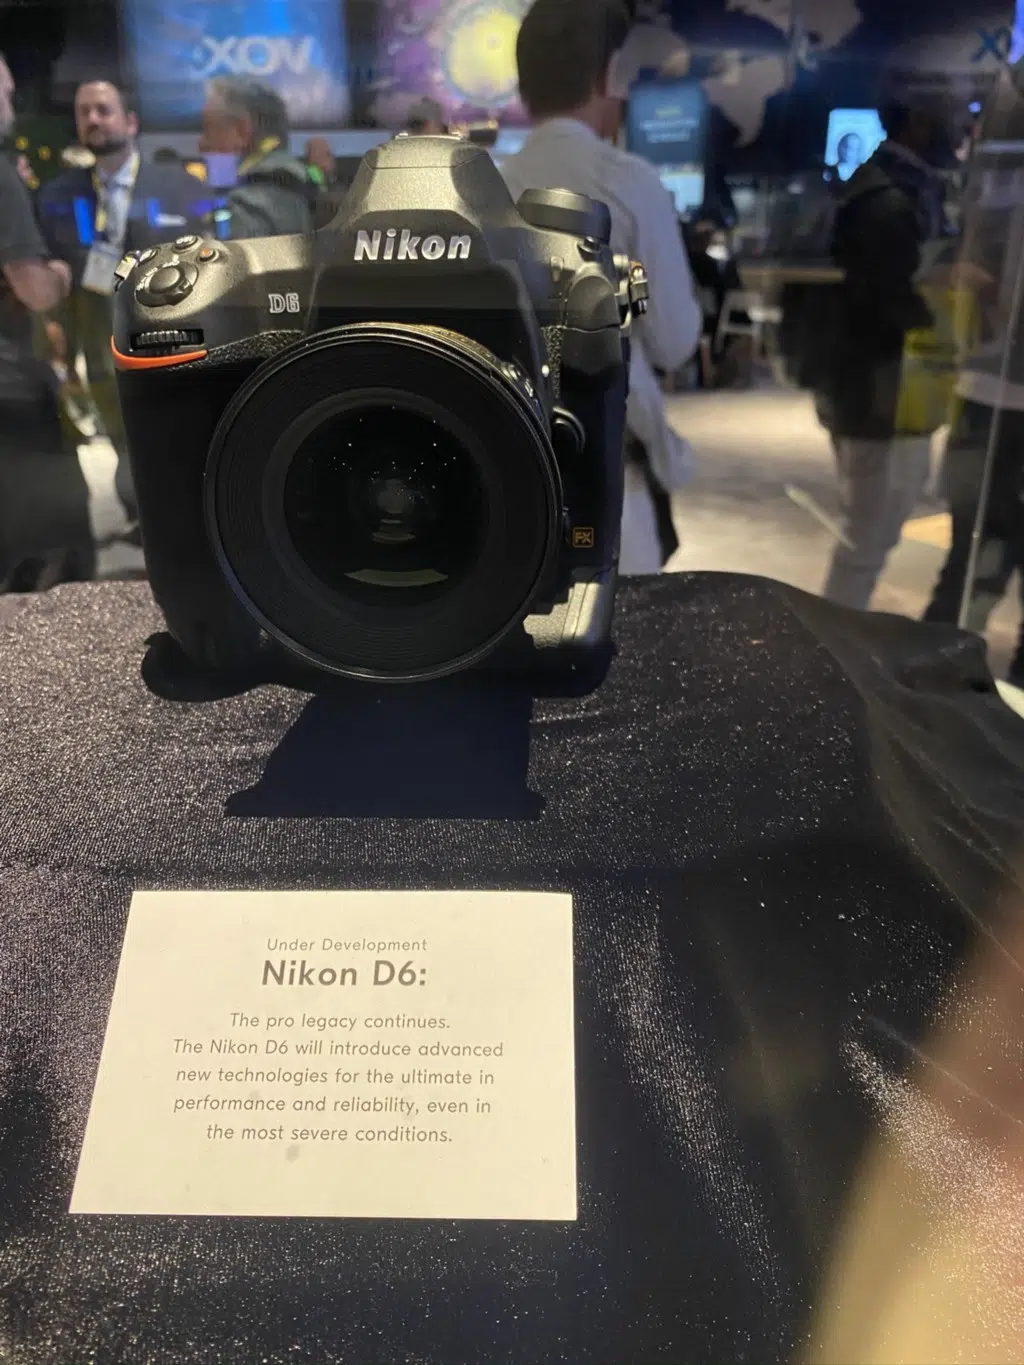 VOX
Nikon
D6
FX
Under Development
Nikon D6:
The pro legacy continues.
The Nikon D6 will introduce advanced
new technologies for the ultimate in
performance and reliability, even in
the most severe conditions.